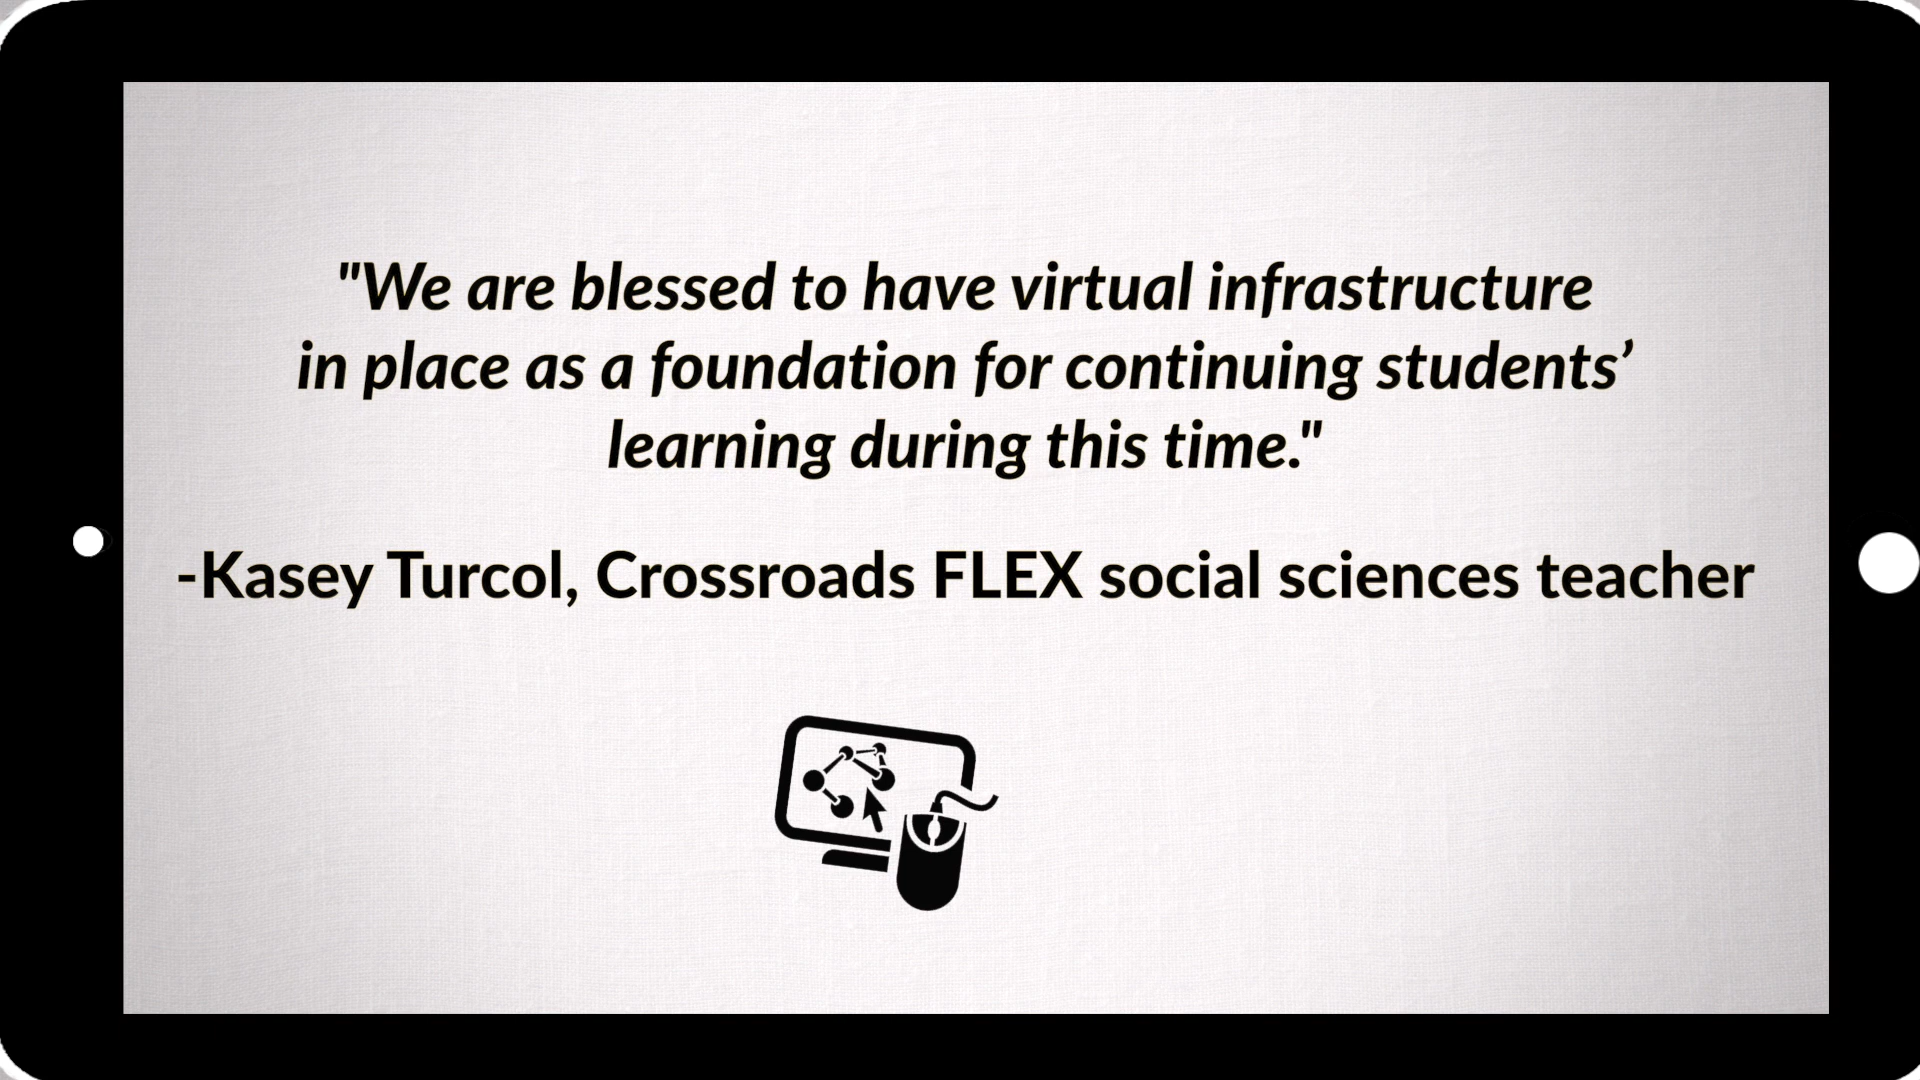 "We are blessed to have virtual infrastructure
in place as a foundation for continuing students’
learning during this time."
-Kasey Turcol, Crossroads FLEX social sciences teacher